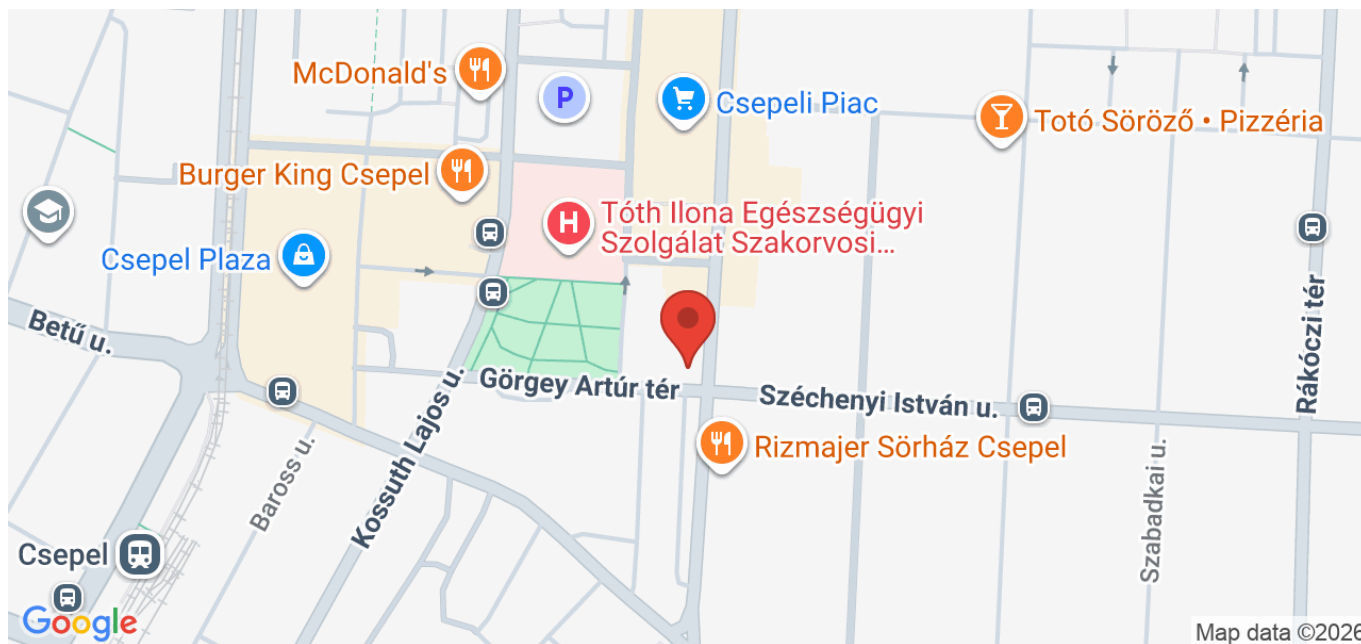 McDonald's
P
Csepeli Piac
Totó Söröző • Pizzéria
Burger King Csepel
H
Tóth Ilona Egészségügyi
Szolgálat Szakorvosi...
Csepel Plaza
Betű u.
Rákóczi tér
Görgey Artúr tér
Széchenyi István u.
Kossuth Lajos u.
Rizmajer Sörház Csepel
Baross u.
Szabadkai u.
Csepel
Google
Map data ©2026